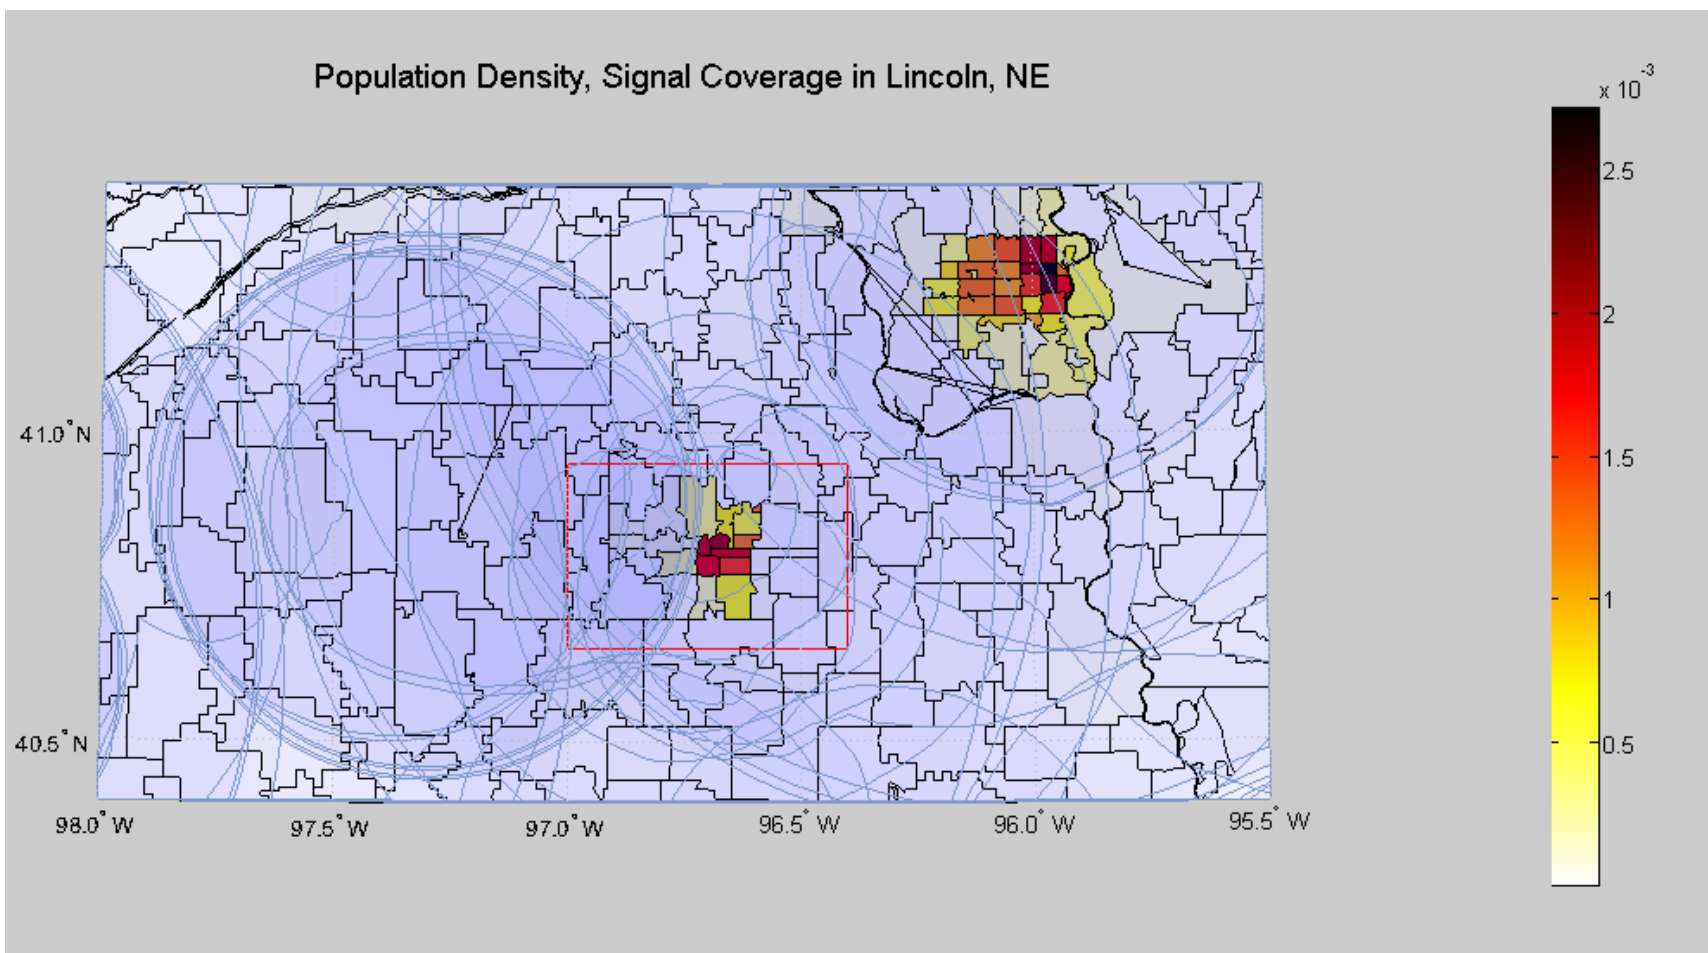 Population Density, Signal Coverage in Lincoln, NE
x 10-3
2.5
2
1.5
1
0.5
41.0° N
40.5° N
98.0° W
97.5° W
97.0° W
96.5° W
96.0° W
95.5° W